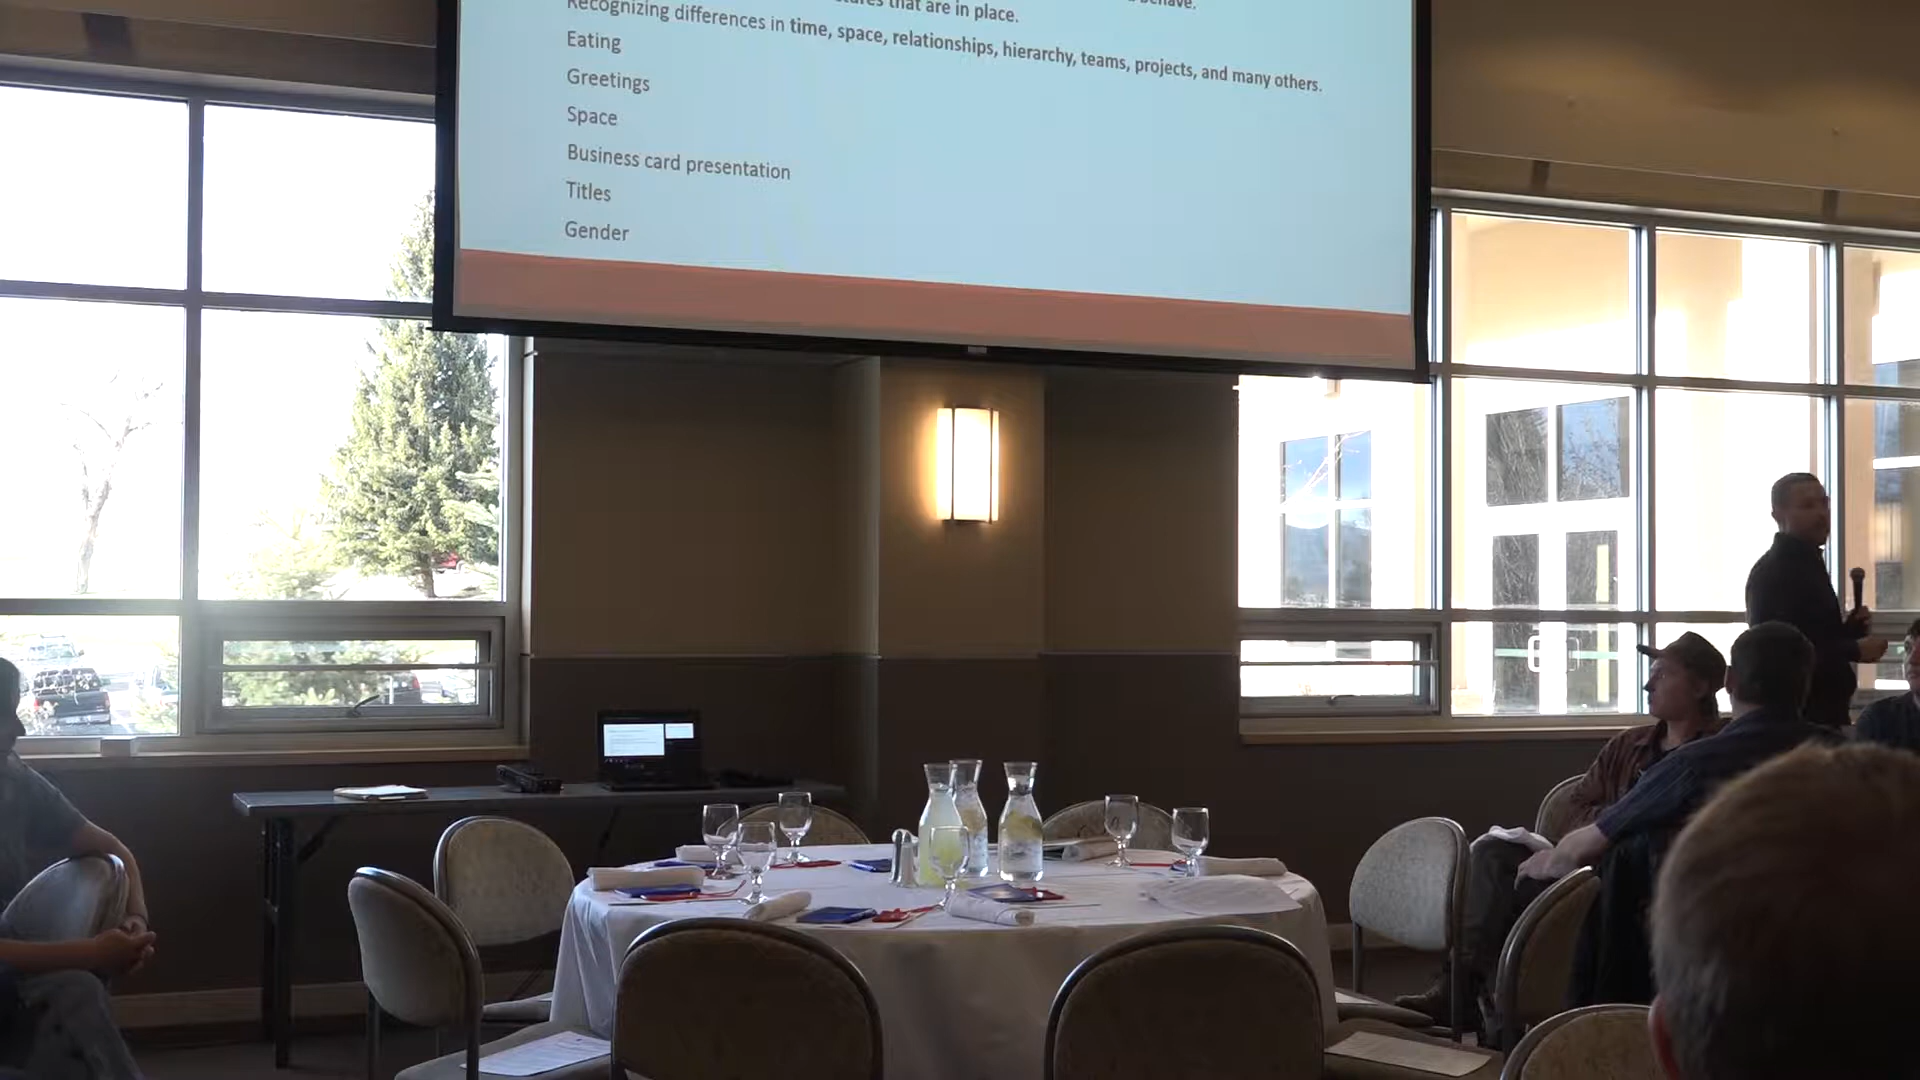 behave.
that are in place.
Recognizing differences in time, space, relationships, hierarchy, teams, projects, and many others.
Eating
Greetings
Space
Business card presentation
Titles
Gender